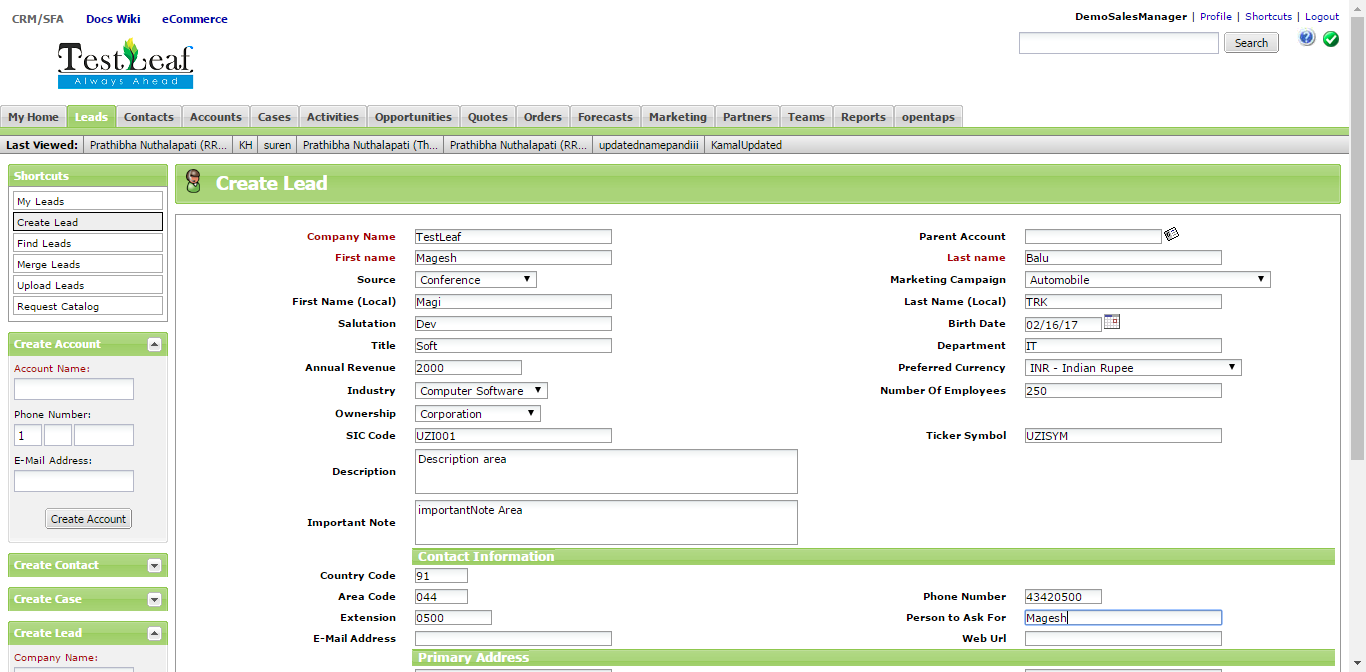 CRM/SFA Docs Wiki eCommerce
DemoSalesManager | Profile | Shortcuts | Logout
TestLeaf
Always Ahead
Search
My Home Leads Contacts Accounts Cases Activities Opportunities Quotes Orders Forecasts Marketing Partners Teams Reports opentaps
Last Viewed: Prathibha Nuthalapati (RR... KH suren Prathibha Nuthalapati (Th... Prathibha Nuthalapati (RR... updatednamepandiii KamalUpdated
Shortcuts
My Leads
Create Lead
Find Leads
Merge Leads
Upload Leads
Request Catalog
Create Account
Account Name:
Phone Number:
1
E-Mail Address:
Create Account
Create Contact
Create Case
Create Lead
Company Name:
Create Lead
Company Name TestLeaf Parent Account
First name Magesh Last name Balu
Source Conference Marketing Campaign Automobile
First Name (Local) Magi Last Name (Local) TRK
Salutation Dev Birth Date 02/16/17
Title Soft Department IT
Annual Revenue 2000 Preferred Currency INR - Indian Rupee
Industry Computer Software Number Of Employees 250
Ownership Corporation
SIC Code UZI001 Ticker Symbol UZISYM
Description Description area
Important Note importantNote Area
Contact Information
Country Code 91
Area Code 044 Phone Number 43420500
Extension 0500 Person to Ask For Magesh
E-Mail Address Web Url
Primary Address